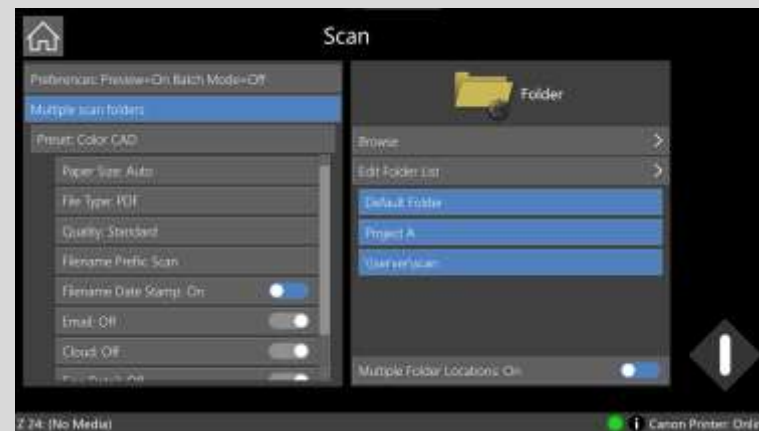 Scan
Preferences: Preview=On Batch Mode=Off
Multiple scan folders
Preset: Color CAD
Paper Size: Auto
File Type: PDF
Quality: Standard
Filename Prefix: Scan
Filename Date Stamp: On
Email: Off
Cloud: Off
Folder
Browse
Edit Folder List
Default Folder
Project A
Multiple Folder Locations: On
Z 24: (No Media)
Canon Printer: Onli